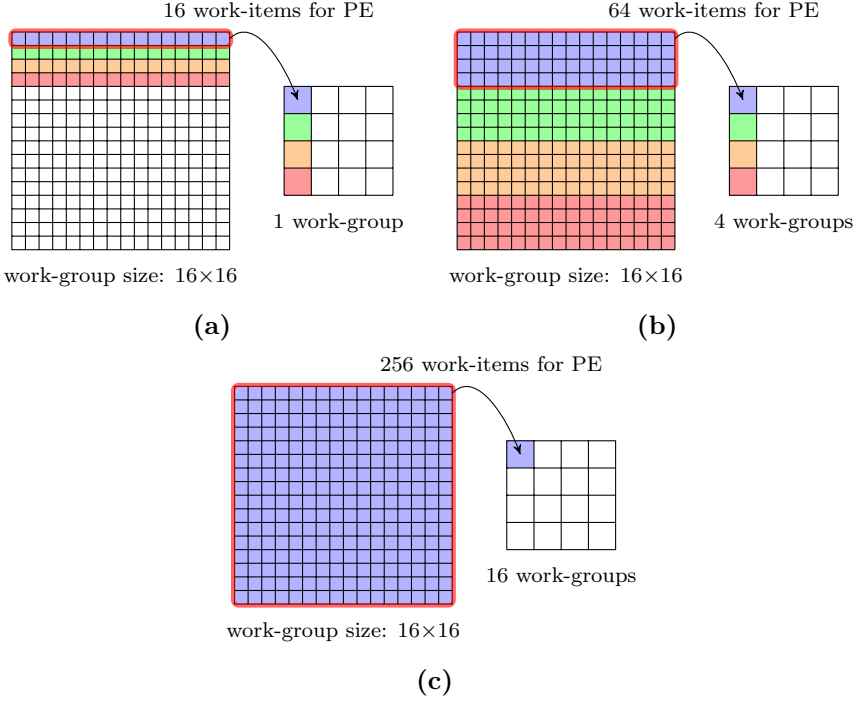 16 work-items for PE
1 work-group
work-group size: 16×16
(a)
64 work-items for PE
4 work-groups
work-group size: 16×16
(b)
256 work-items for PE
16 work-groups
work-group size: 16×16
(c)